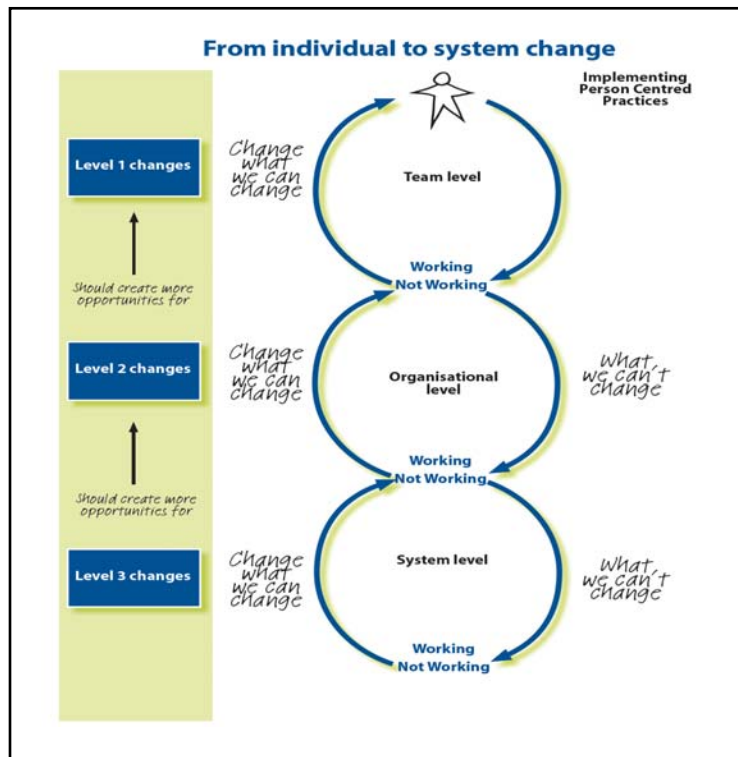 From individual to system change
Implementing
Person Centred
Practices
Level 1 changes
Change
what
we can
change
Team level
Should create more
opportunities for
Working
Not Working
Level 2 changes
Change
what
we can
change
Organisational
level
What
we can't
change
Should create more
opportunities for
Working
Not Working
Level 3 changes
Change
what
we can
change
System level
What
we can't
change
Working
Not Working